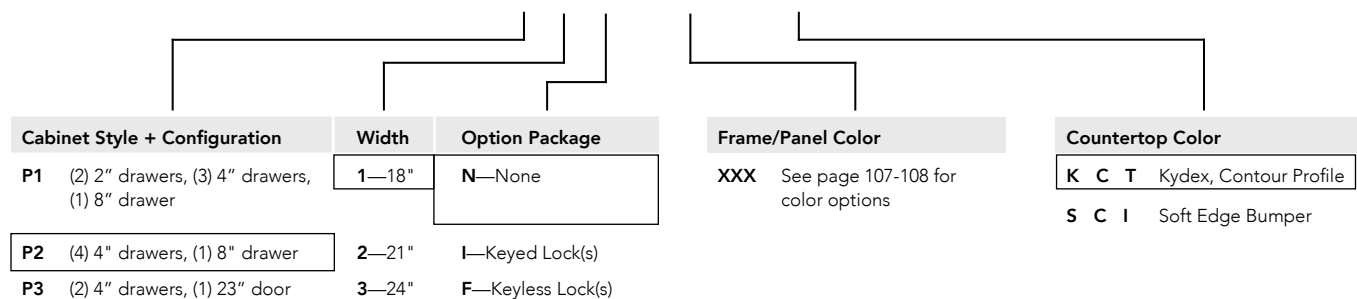 Cabinet Style + Configuration Width Option Package Frame/Panel Color Countertop Color
P1 (2) 2” drawers, (3) 4” drawers, 1—18" N—None XXX See page 107-108 for K C T Kydex, Contour Profile
(1) 8” drawer color options
S C I Soft Edge Bumper
P2 (4) 4" drawers, (1) 8" drawer 2—21" I—Keyed Lock(s)
P3 (2) 4” drawers, (1) 23” door 3—24" F—Keyless Lock(s)